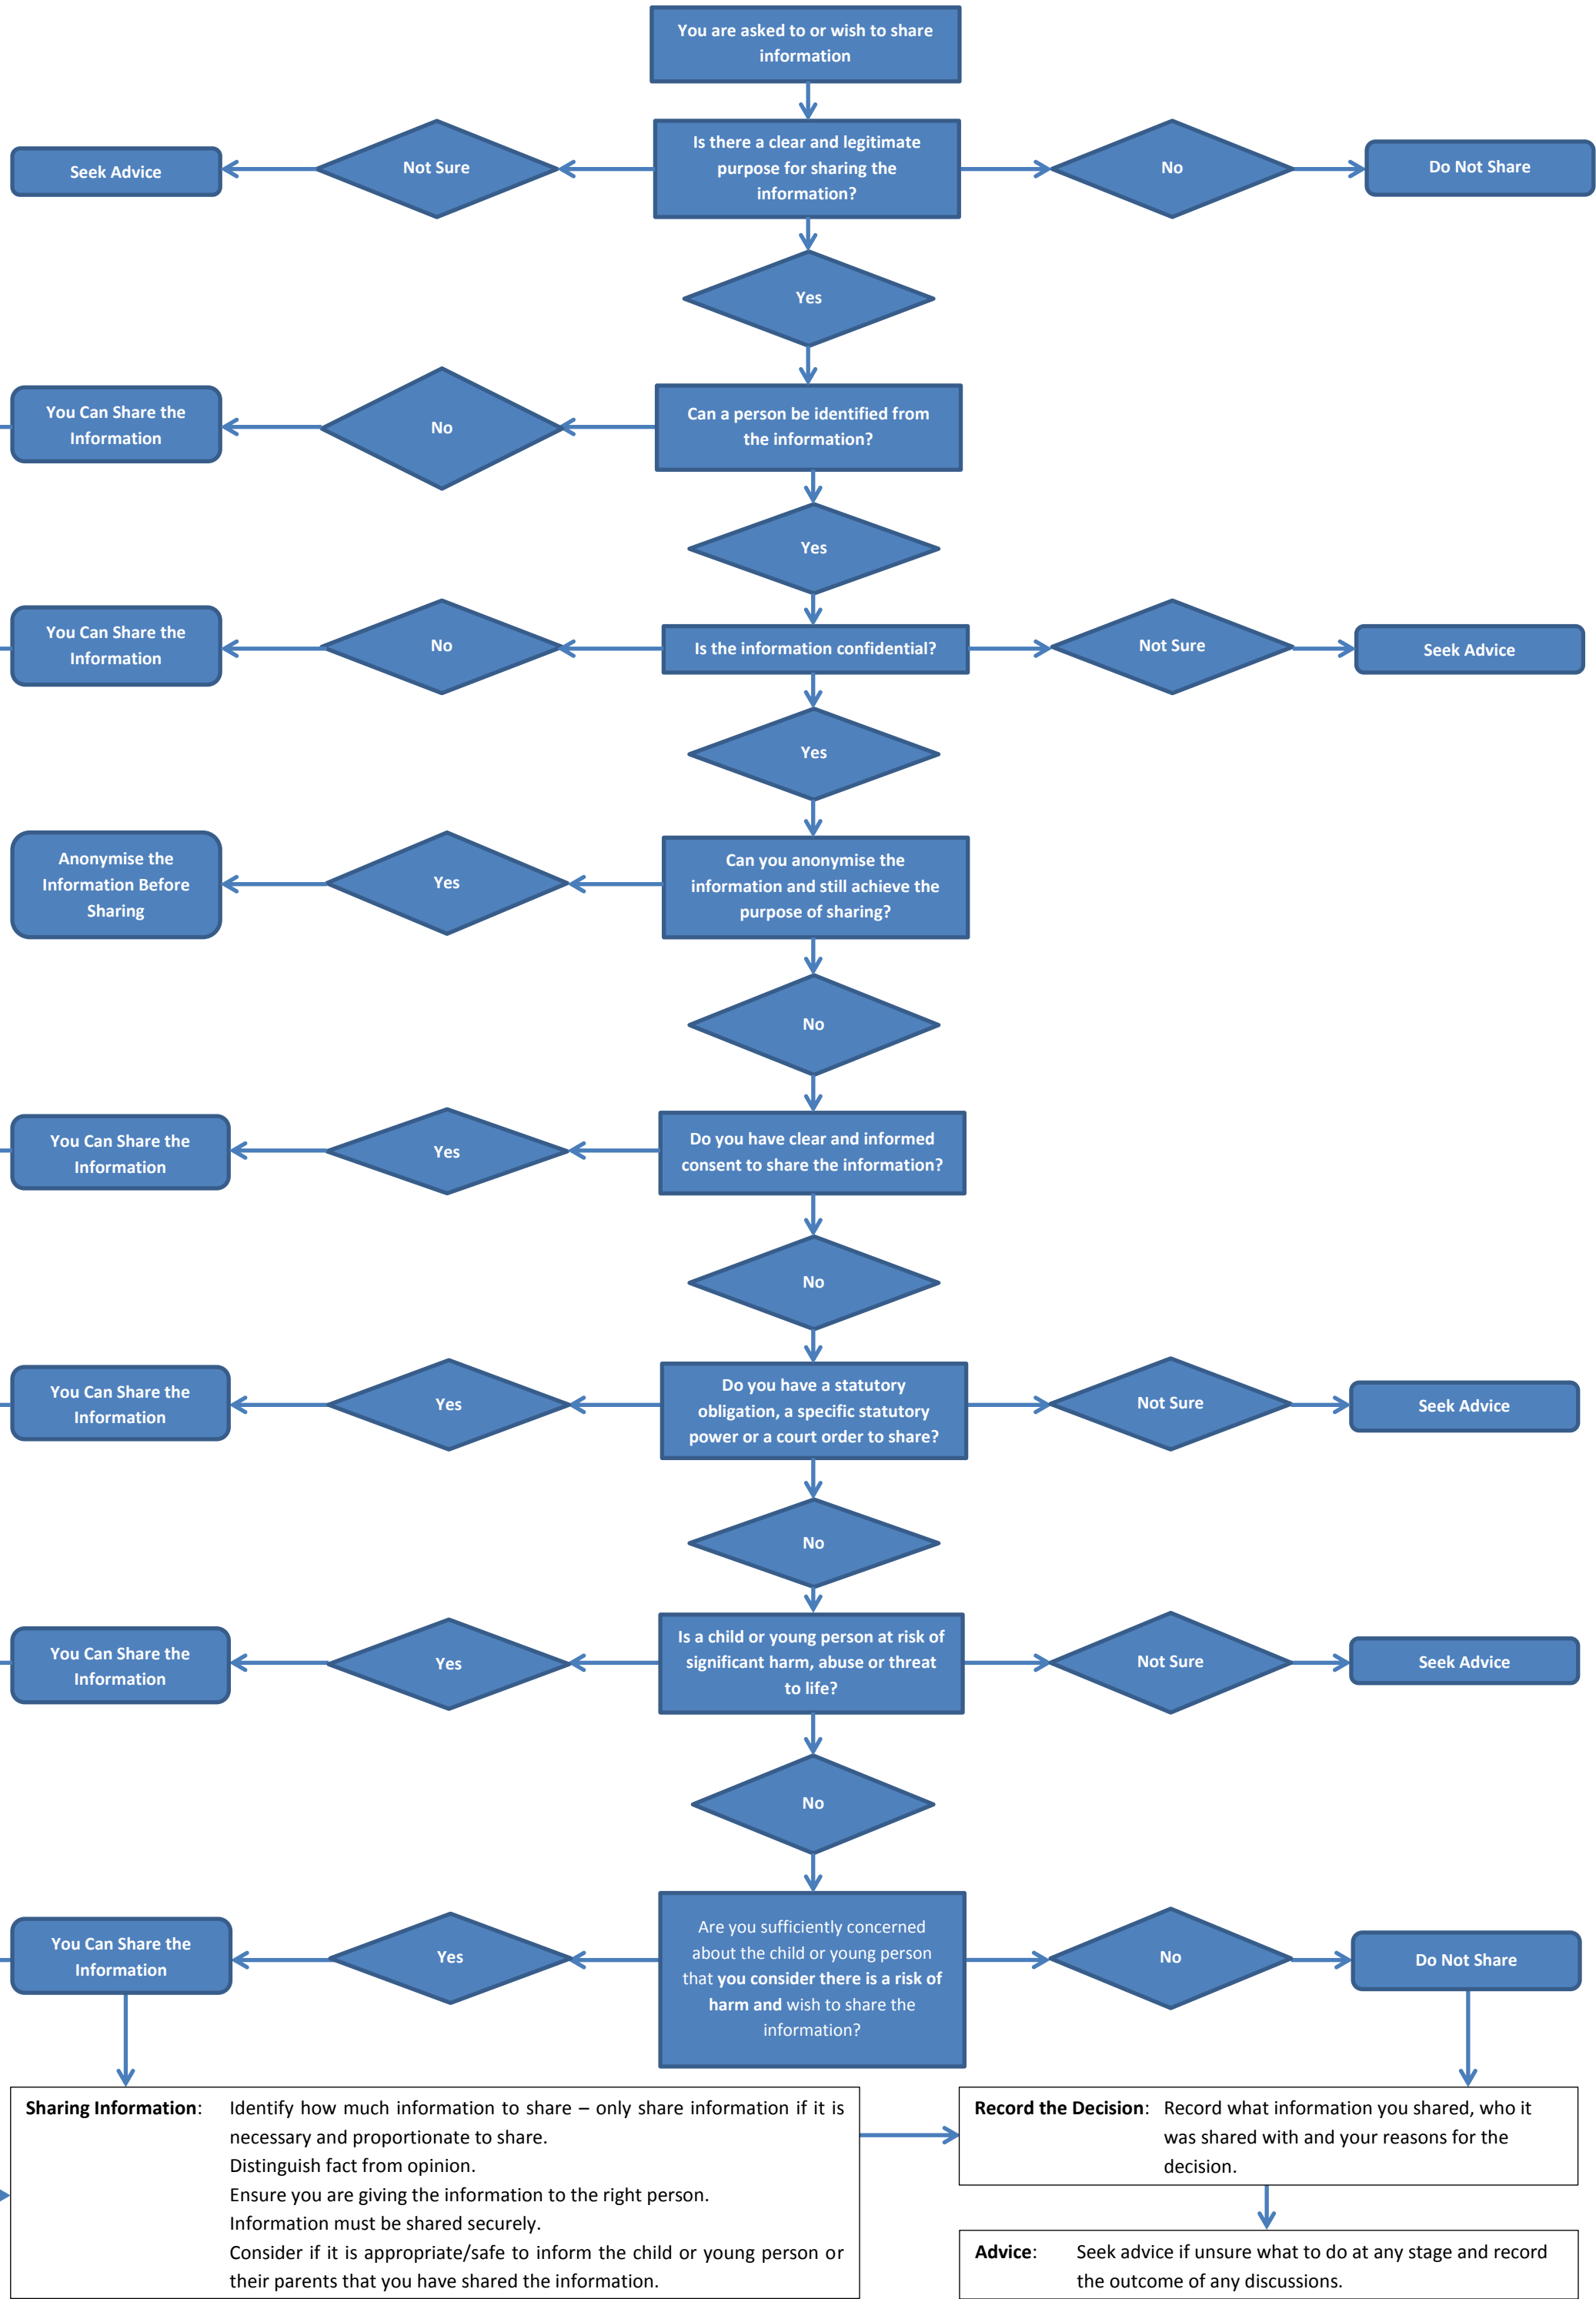 You are asked to or wish to share
information
Seek Advice
Not Sure
Is there a clear and legitimate
purpose for sharing the
information?
No
Do Not Share
Yes
You Can Share the
Information
No
Can a person be identified from
the information?
Yes
You Can Share the
Information
No
Is the information confidential?
Not Sure
Seek Advice
Yes
Anonymise the
Information Before
Sharing
Yes
Can you anonymise the
information and still achieve the
purpose of sharing?
No
You Can Share the
Information
Yes
Do you have clear and informed
consent to share the information?
No
You Can Share the
Information
Yes
Do you have a statutory
obligation, a specific statutory
power or a court order to share?
Not Sure
Seek Advice
No
You Can Share the
Information
Yes
Is a child or young person at risk of
significant harm, abuse or threat
to life?
Not Sure
Seek Advice
No
You Can Share the
Information
Yes
Are you sufficiently concerned
about the child or young person
that you consider there is a risk of
harm and wish to share the
information?
No
Do Not Share
Sharing Information: Identify how much information to share – only share information if it is
necessary and proportionate to share.
Distinguish fact from opinion.
Ensure you are giving the information to the right person.
Information must be shared securely.
Consider if it is appropriate/safe to inform the child or young person or
their parents that you have shared the information.
Record the Decision: Record what information you shared, who it
was shared with and your reasons for the
decision.
Advice: Seek advice if unsure what to do at any stage and record
the outcome of any discussions.